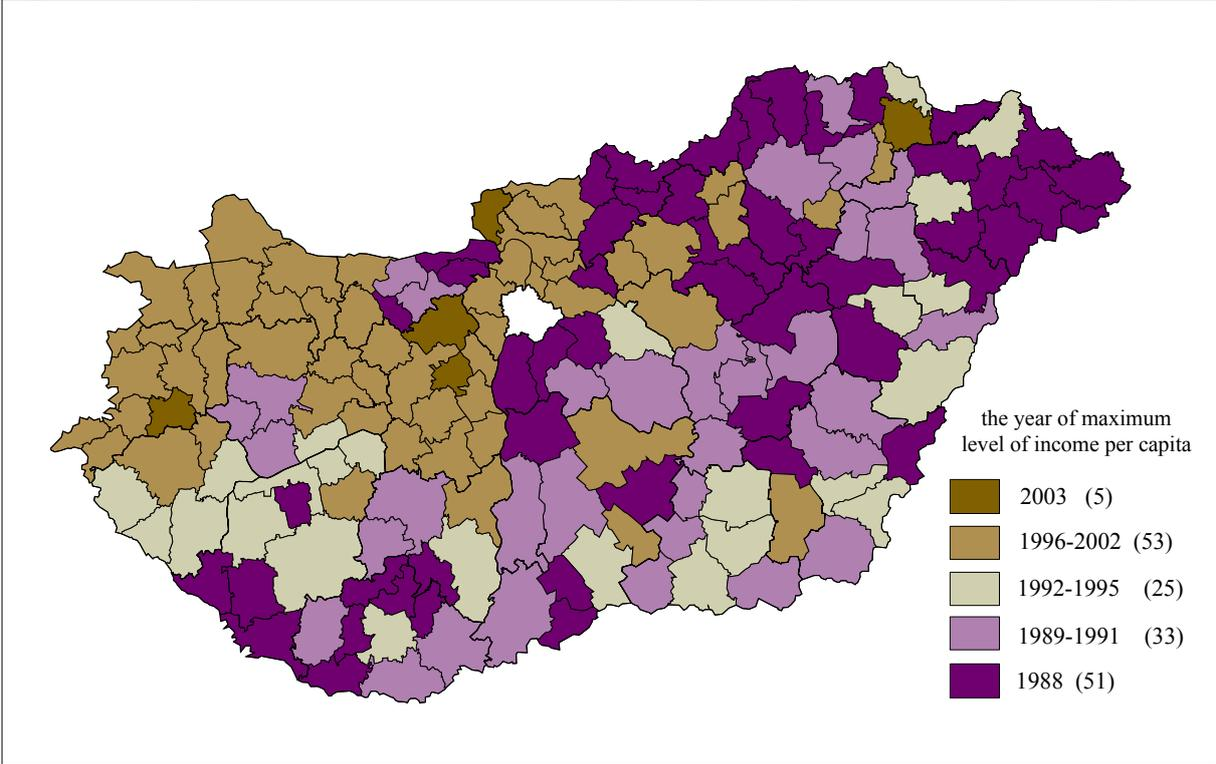 the year of maximum
level of income per capita
2003 (5)
1996-2002 (53)
1992-1995 (25)
1989-1991 (33)
1988 (51)